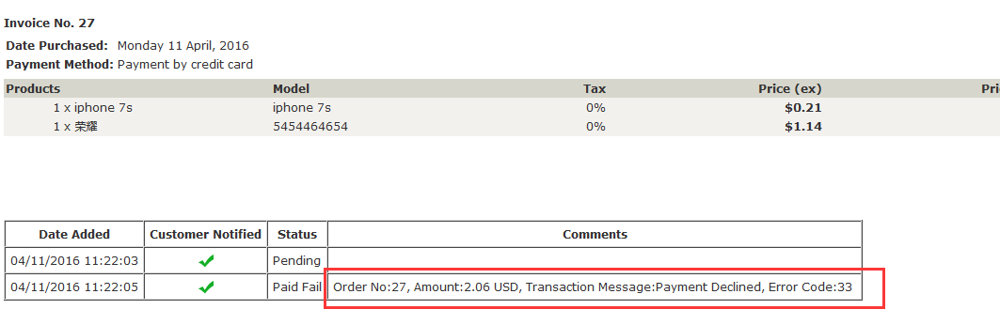 Invoice No. 27
Date Purchased: Monday 11 April, 2016
Payment Method: Payment by credit card
Products Model Tax Price (ex) Pri
1 x iphone 7s iphone 7s 0% $0.21
1 x 荣耀 5454464654 0% $1.14
Date Added Customer Notified Status Comments
04/11/2016 11:22:03 Pending
04/11/2016 11:22:05 Paid Fail Order No:27, Amount:2.06 USD, Transaction Message:Payment Declined, Error Code:33